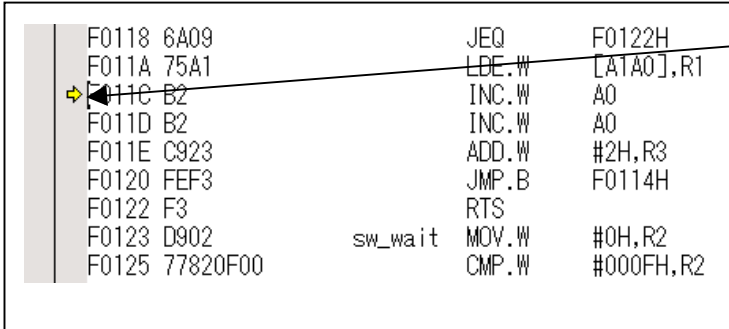 F0118 6A09 JEQ F0122H
F011A 75A1 LDE.W [A1A0],R1
F011C B2 INC.W A0
F011D B2 INC.W A0
F011E C923 ADD.W #2H,R3
F0120 FEF3 JMP.B F0114H
F0122 F3 RTS
F0123 D902 sw_wait MOV.W #0H,R2
F0125 77820F00 CMP.W #000FH,R2